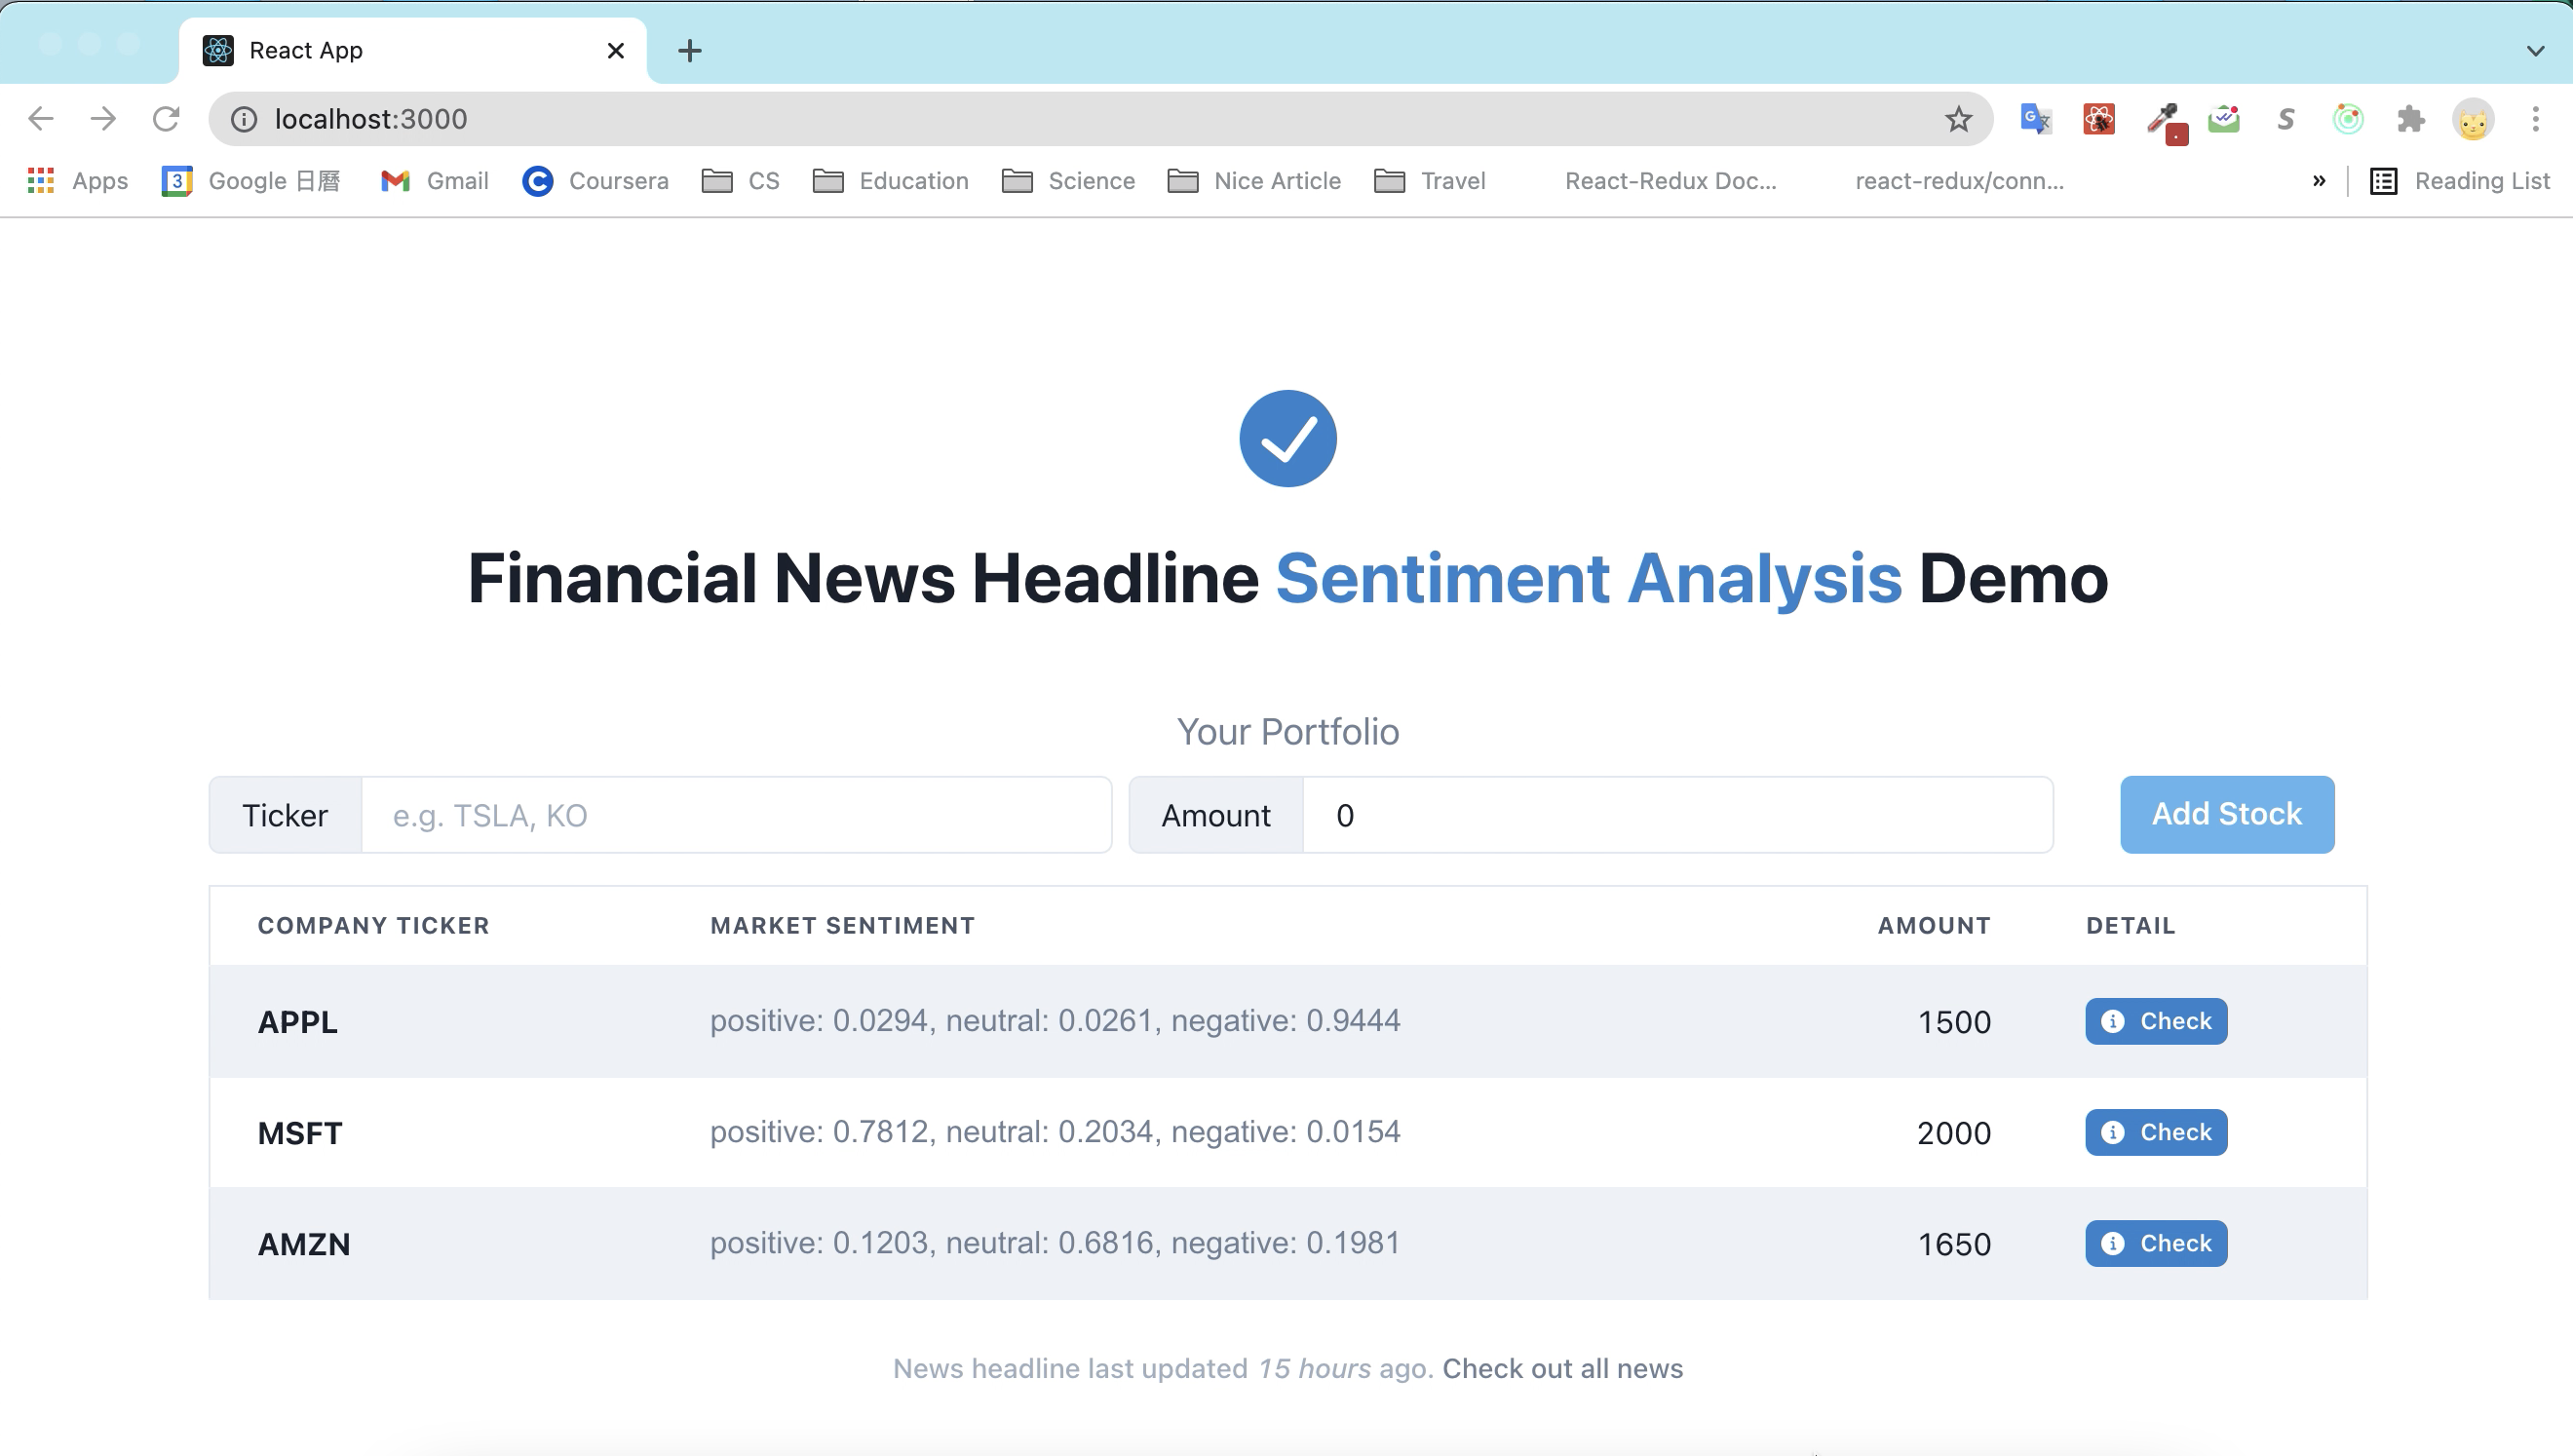 React App
localhost:3000
Apps Google 日曆 Gmail Coursera CS Education Science Nice Article Travel React-Redux Doc... react-redux/conn... » Reading List
Financial News Headline Sentiment Analysis Demo
Your Portfolio
Ticker e.g. TSLA, KO Amount 0 Add Stock
COMPANY TICKER MARKET SENTIMENT AMOUNT DETAIL
APPL positive: 0.0294, neutral: 0.0261, negative: 0.9444 1500 Check
MSFT positive: 0.7812, neutral: 0.2034, negative: 0.0154 2000 Check
AMZN positive: 0.1203, neutral: 0.6816, negative: 0.1981 1650 Check
News headline last updated 15 hours ago. Check out all news